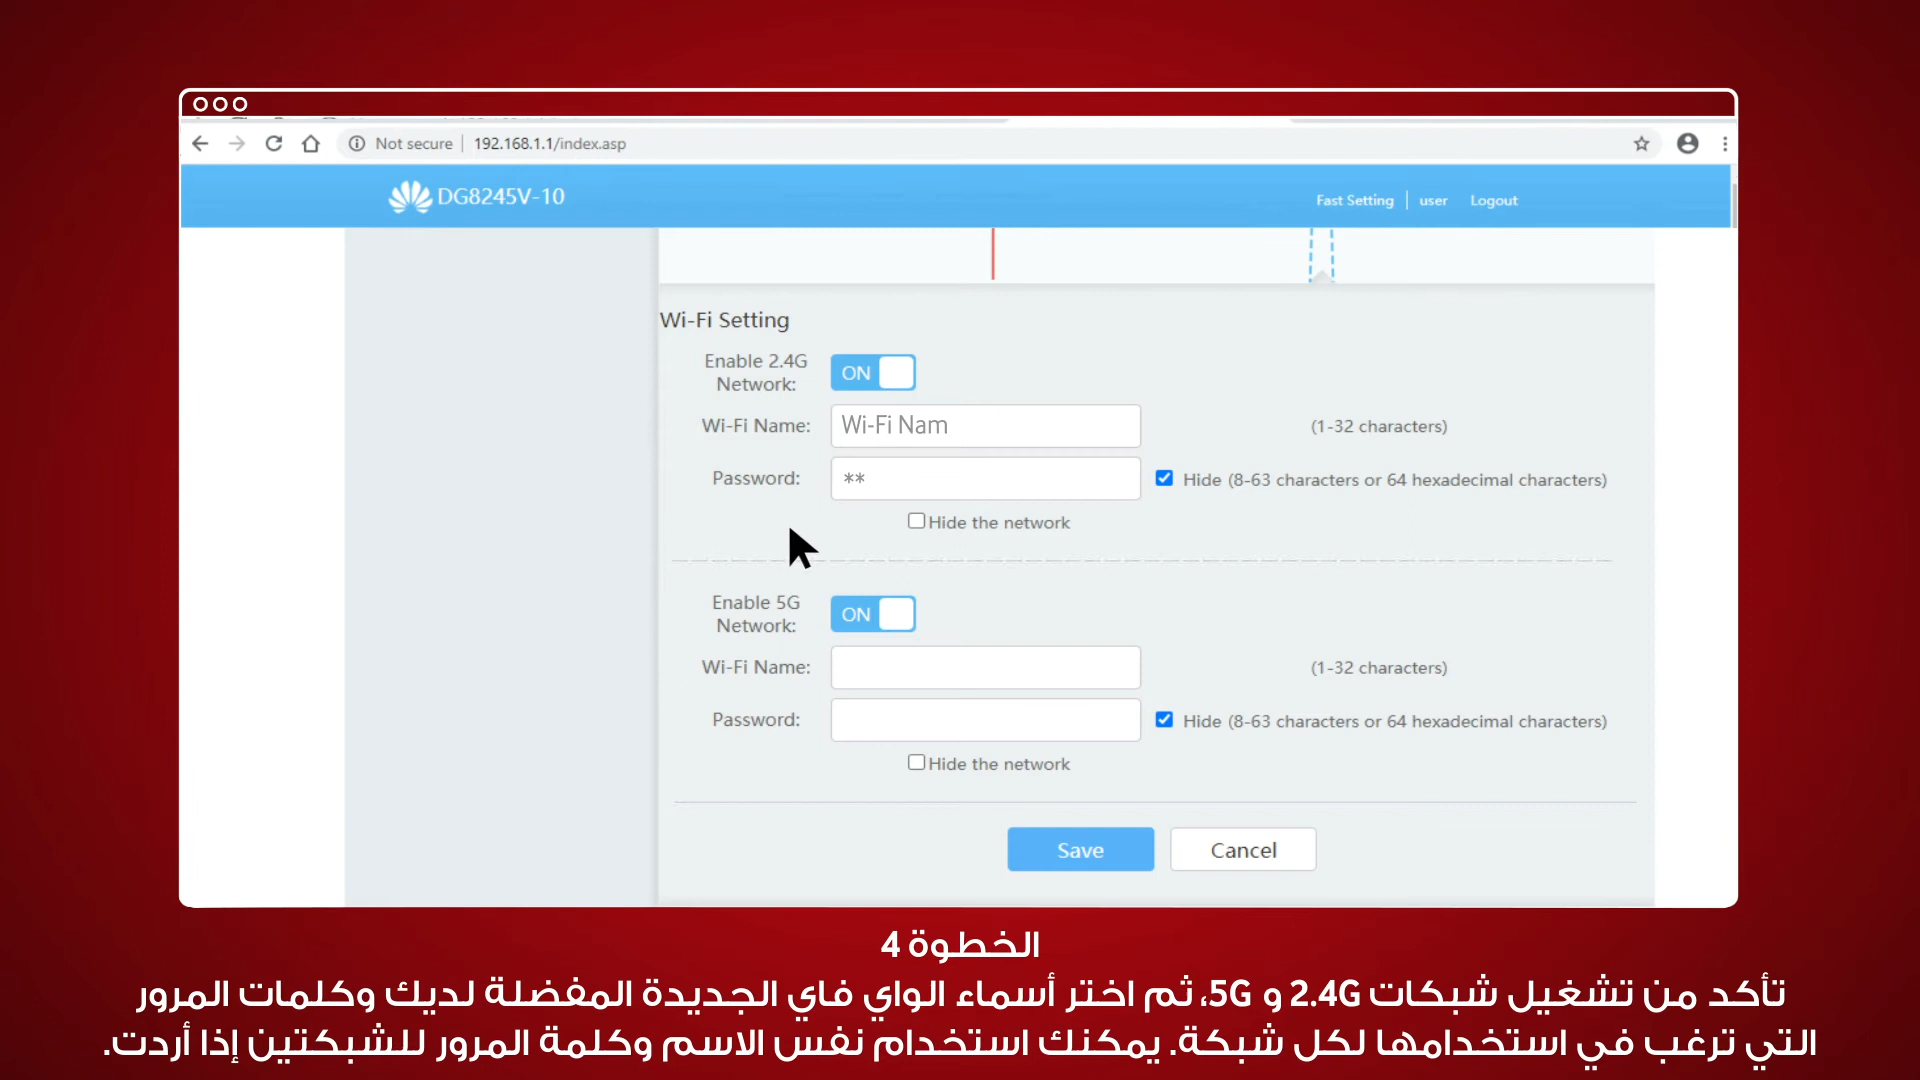 Not secure | 192.168.1.1/index.asp
DG8245V-10
Fast Setting | user Logout
Wi-Fi Setting
Enable 2.4G
Network:
ON
Wi-Fi Name: Wi-Fi Nam (1-32 characters)
Password: ** Hide (8-63 characters or 64 hexadecimal characters)
Hide the network
Enable 5G
Network:
ON
Wi-Fi Name: (1-32 characters)
Password: Hide (8-63 characters or 64 hexadecimal characters)
Hide the network
Save Cancel
الخطوة 4
تأكد من تشغيل شبكات 2.4G و 5G، ثم اختر أسماء الواي فاي الجديدة المفضلة لديك وكلمات المرور
التي ترغب في استخدامها لكل شبكة. يمكنك استخدام نفس الاسم وكلمة المرور للشبكتين إذا أردت.